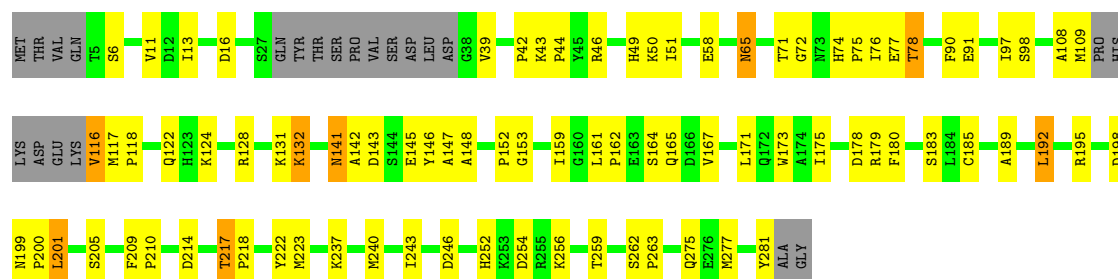 MET THR VAL GLN T5 S6 V11 D12 I13 D16 S27 GLN TYR THR SER PRO VAL SER ASP LEU ASP G38 V39 P42 K43 P44 Y45 R46 H49 K50 I51 E58 N65 T71 G72 N73 H74 P75 I76 E77 T78 F90 E91 I97 S98 A108 M109 PRO HIS
LYS ASP GLU LYS V116 M117 P118 Q122 H123 K124 R128 K131 K132 N141 A142 D143 S144 E145 Y146 A147 A148 P152 G153 I159 G160 L161 P162 E163 S164 Q165 D166 V167 L171 Q172 W173 A174 I175 D178 R179 F180 S183 L184 C185 A189 L192 R195 D198
N199 P200 L201 S205 F209 P210 D214 T217 P218 Y222 M223 K237 M240 I243 D246 H252 K253 D254 R255 K256 T259 S262 P263 Q275 E276 M277 Y281 ALA GLY